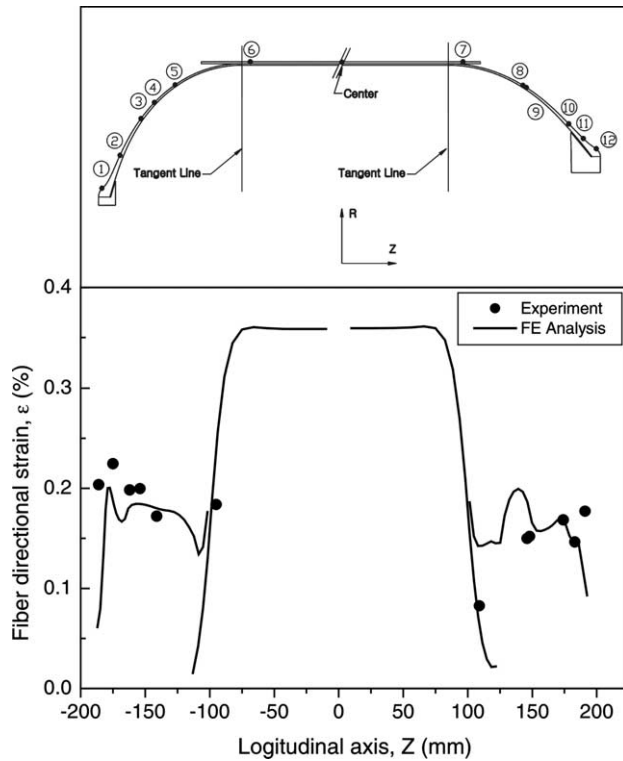 ⑥ ⑦
⑤ Center ⑧
④
③ ⑨ ⑩
② ⑪
① Tangent Line Tangent Line ⑫
R
Z
0.4
Experiment
FE Analysis
0.3
0.2
0.1
0.0
Fiber directional strain, ε (%)
-200 -150 -100 -50 0 50 100 150 200
Logitudinal axis, Z (mm)